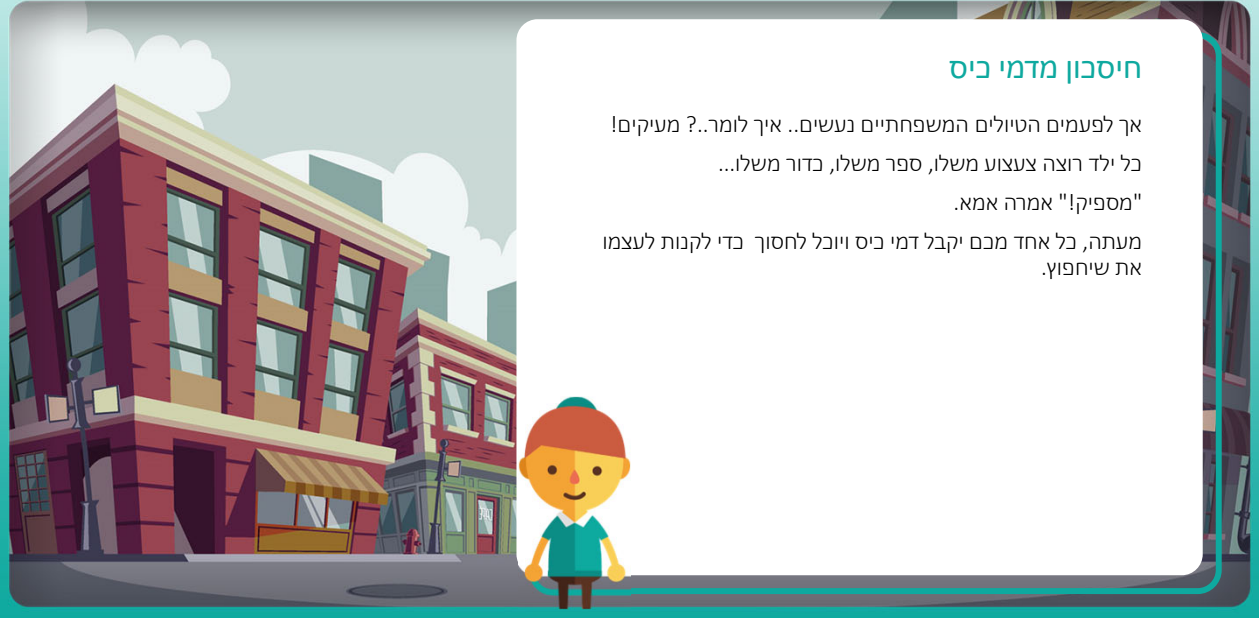 חיסכון מדמי כיס
אך לפעמים הטיולים המשפחתיים נעשים.. איך לומר..? מעיקים!
כל ילד רוצה צעצוע משלו, ספר משלו, כדור משלו...
"מספיק!" אמרה אמא.
מעתה, כל אחד מכם יקבל דמי כיס ויוכל לחסוך  כדי לקנות לעצמו
את שיחפוץ.